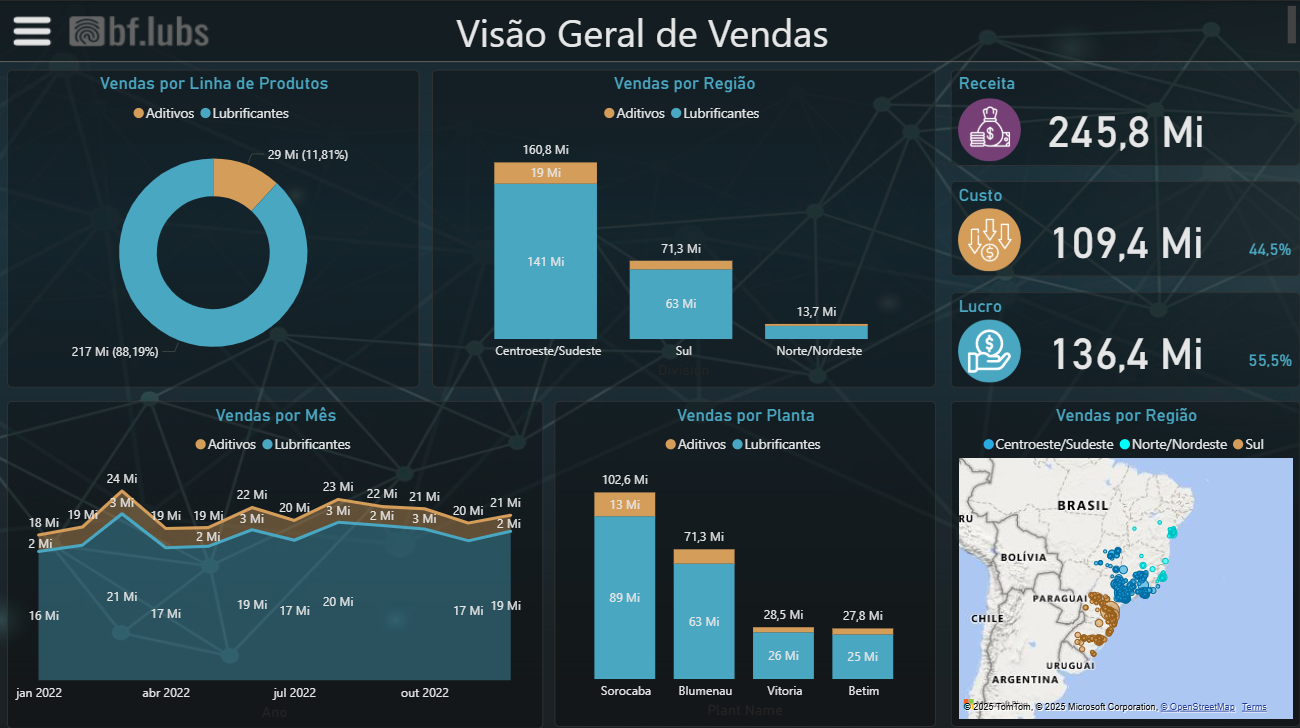 bf.lubs
Visão Geral de Vendas
Vendas por Linha de Produtos
Aditivos Lubrificantes
29 Mi (11,81%)
217 Mi (88,19%)
Vendas por Região
Aditivos Lubrificantes
160,8 Mi
19 Mi
141 Mi
71,3 Mi
63 Mi
13,7 Mi
Centroeste/Sudeste Sul Norte/Nordeste
Division
Receita
245,8 Mi
Custo
109,4 Mi 44,5%
Lucro
136,4 Mi 55,5%
Vendas por Mês
Aditivos Lubrificantes
18 Mi 19 Mi 24 Mi 19 Mi 19 Mi 22 Mi 20 Mi 23 Mi 22 Mi 21 Mi 20 Mi 21 Mi
2 Mi 3 Mi 2 Mi 3 Mi 3 Mi 2 Mi 3 Mi 2 Mi
16 Mi 21 Mi 17 Mi 19 Mi 17 Mi 20 Mi 17 Mi 19 Mi
jan 2022 abr 2022 jul 2022 out 2022
Ano
Vendas por Planta
Aditivos Lubrificantes
102,6 Mi
13 Mi
89 Mi
71,3 Mi
63 Mi
28,5 Mi
26 Mi
27,8 Mi
25 Mi
Sorocaba Blumenau Vitoria Betim
Plant Name
Vendas por Região
Centroeste/Sudeste Norte/Nordeste Sul
BRASIL
RU
BOLÍVIA
PARAGUAI
CHILE
URUGUAI
ARGENTINA
© 2025 TomTom, © 2025 Microsoft Corporation, © OpenStreetMap Terms